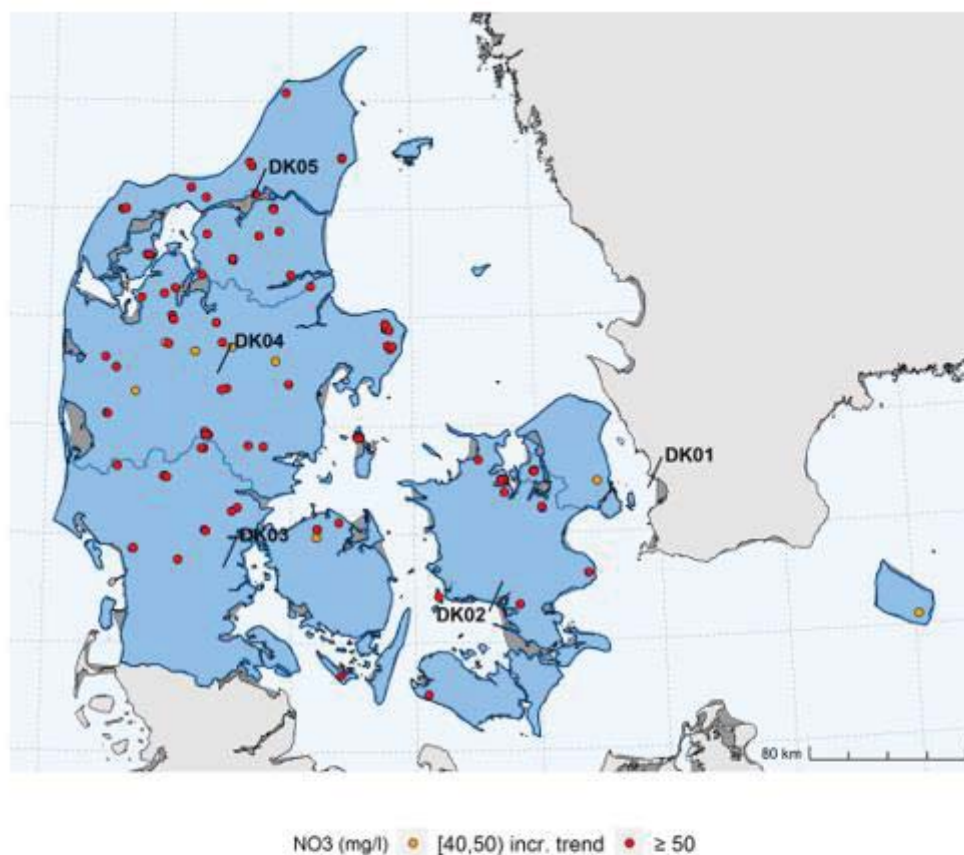 DK05
DK04
DK01
DK03
DK02
80 km
NO3 (mg/l) [40,50) incr. trend ≥ 50